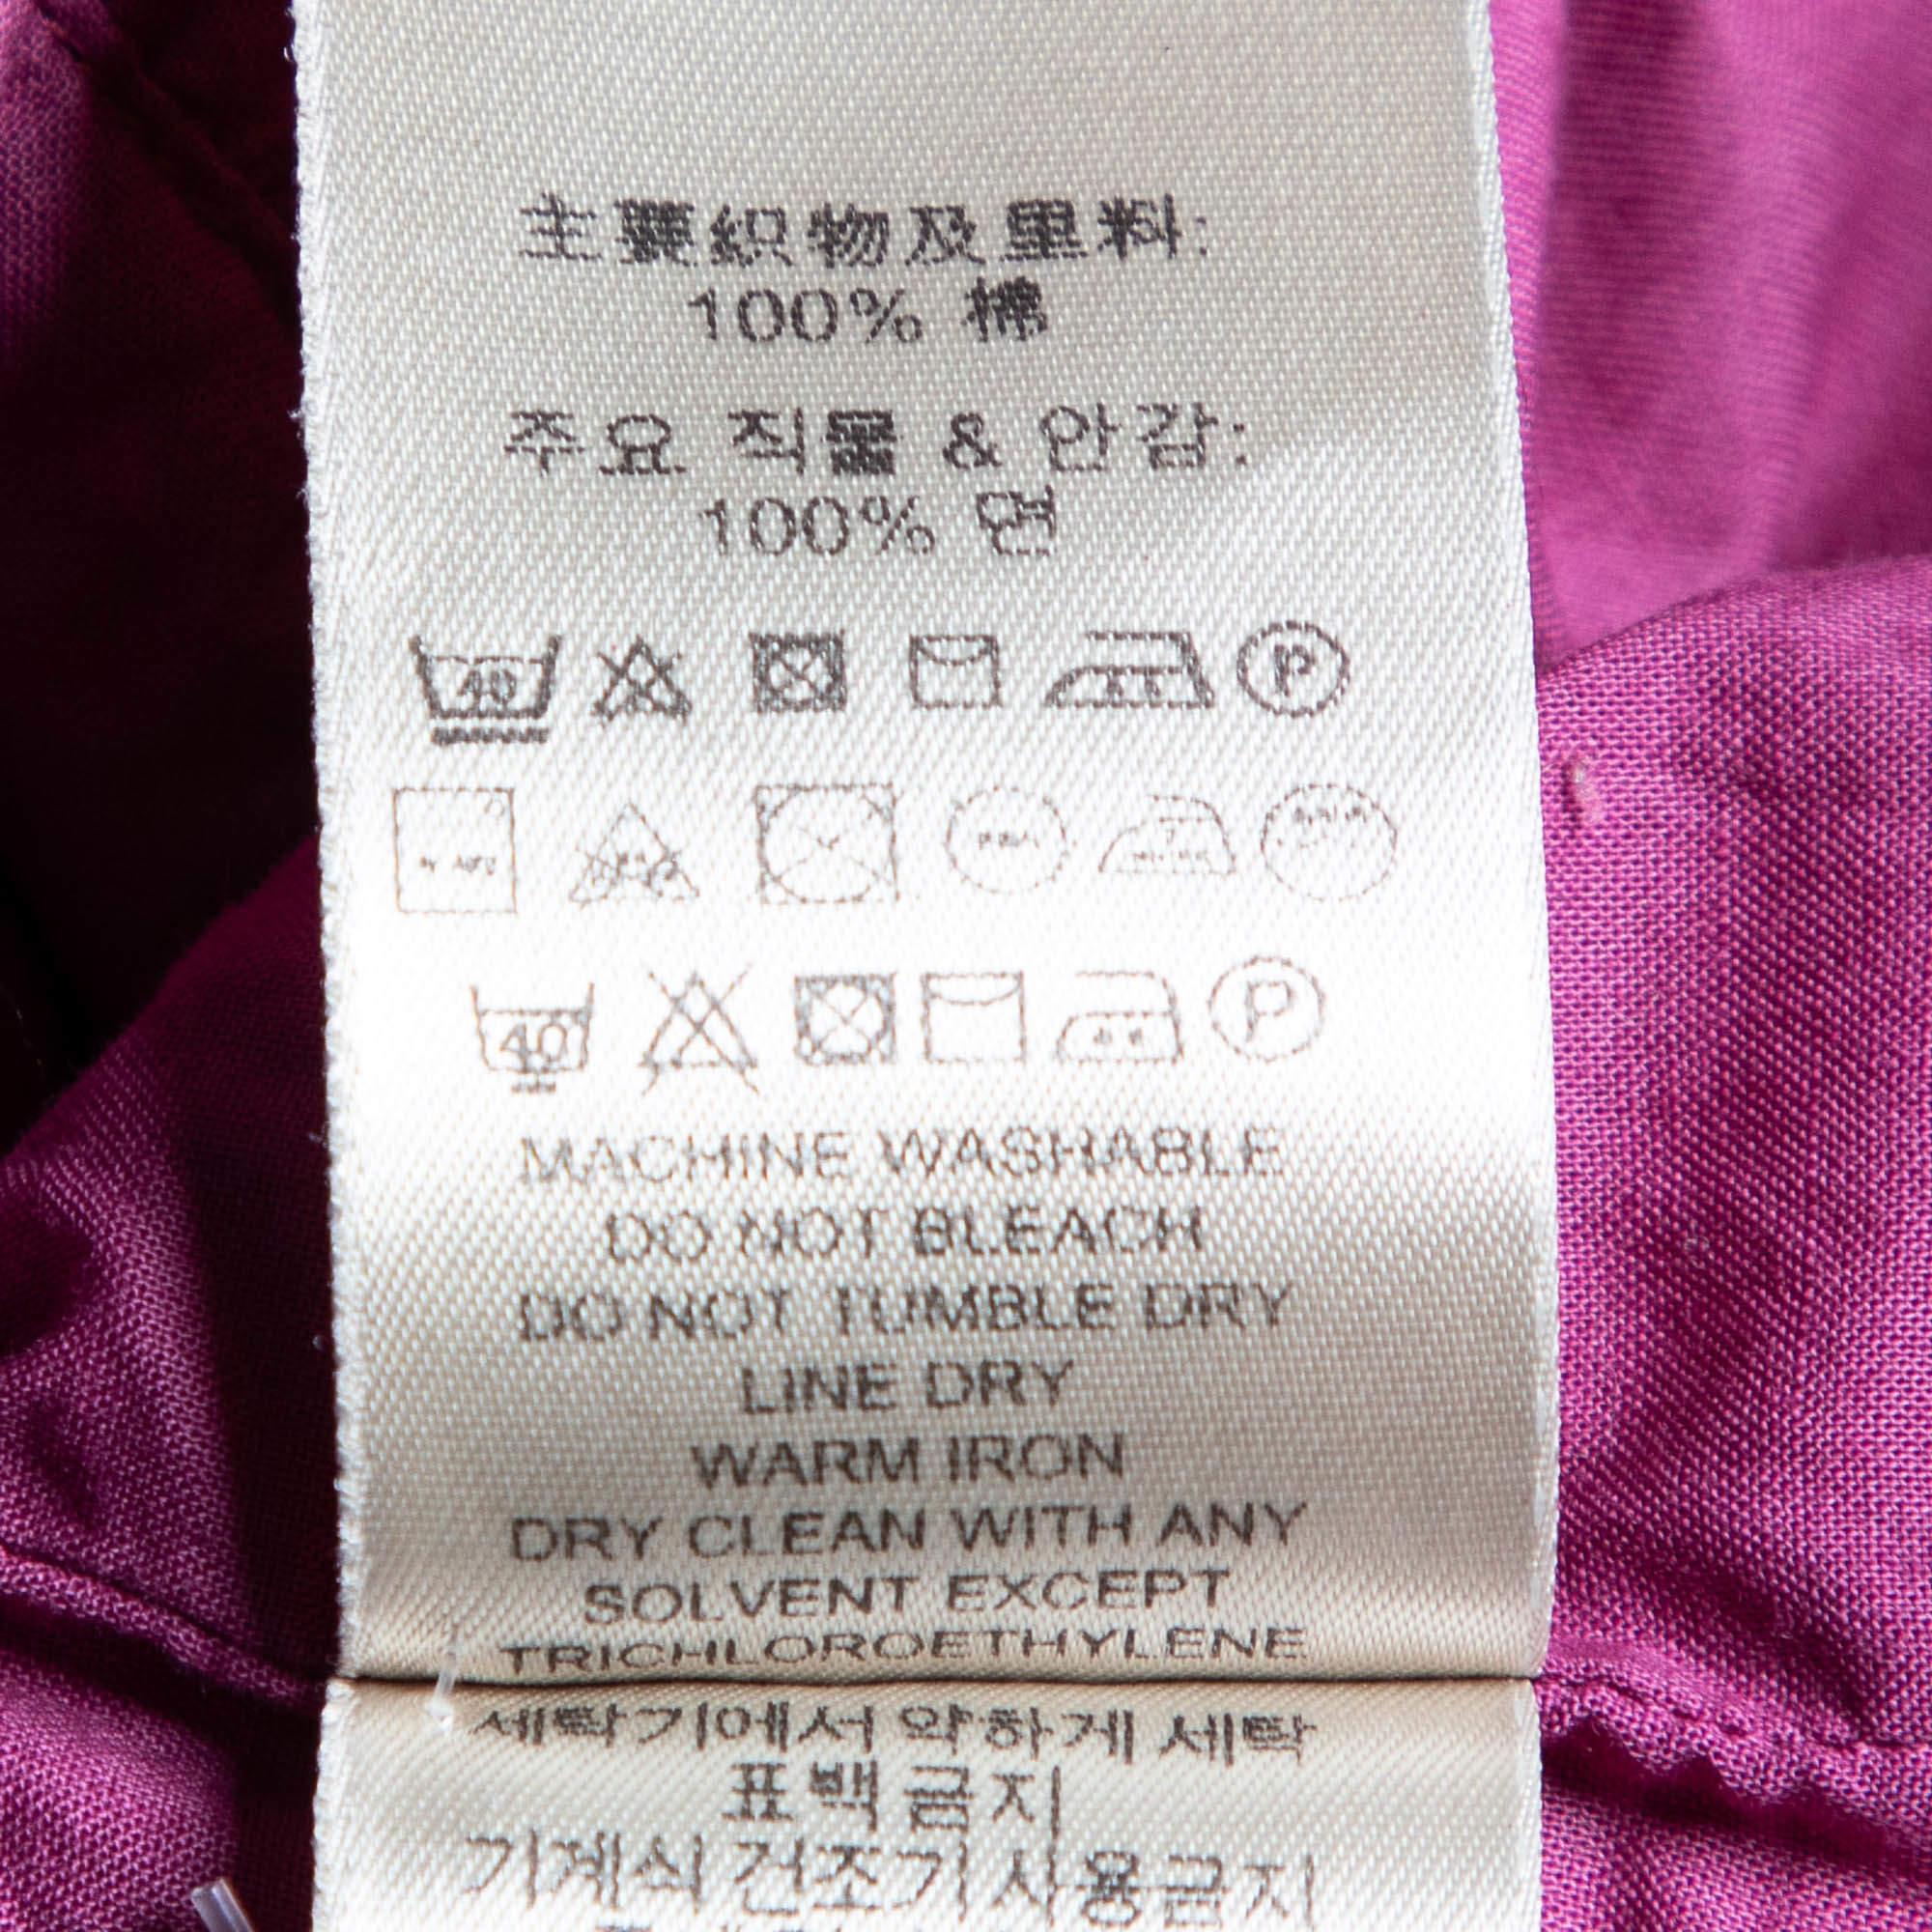 主要织物及里料:
100% 棉
주요 직물 & 안감:
100% 면
40
P
40
P
MACHINE WASHABLE
DO NOT BLEACH
DO NOT TUMBLE DRY
LINE DRY
WARM IRON
DRY CLEAN WITH ANY
SOLVENT EXCEPT
TRICHLOROETHYLENE
세탁기에서 약하게 세탁
표백금지
기계식건조기사용금지